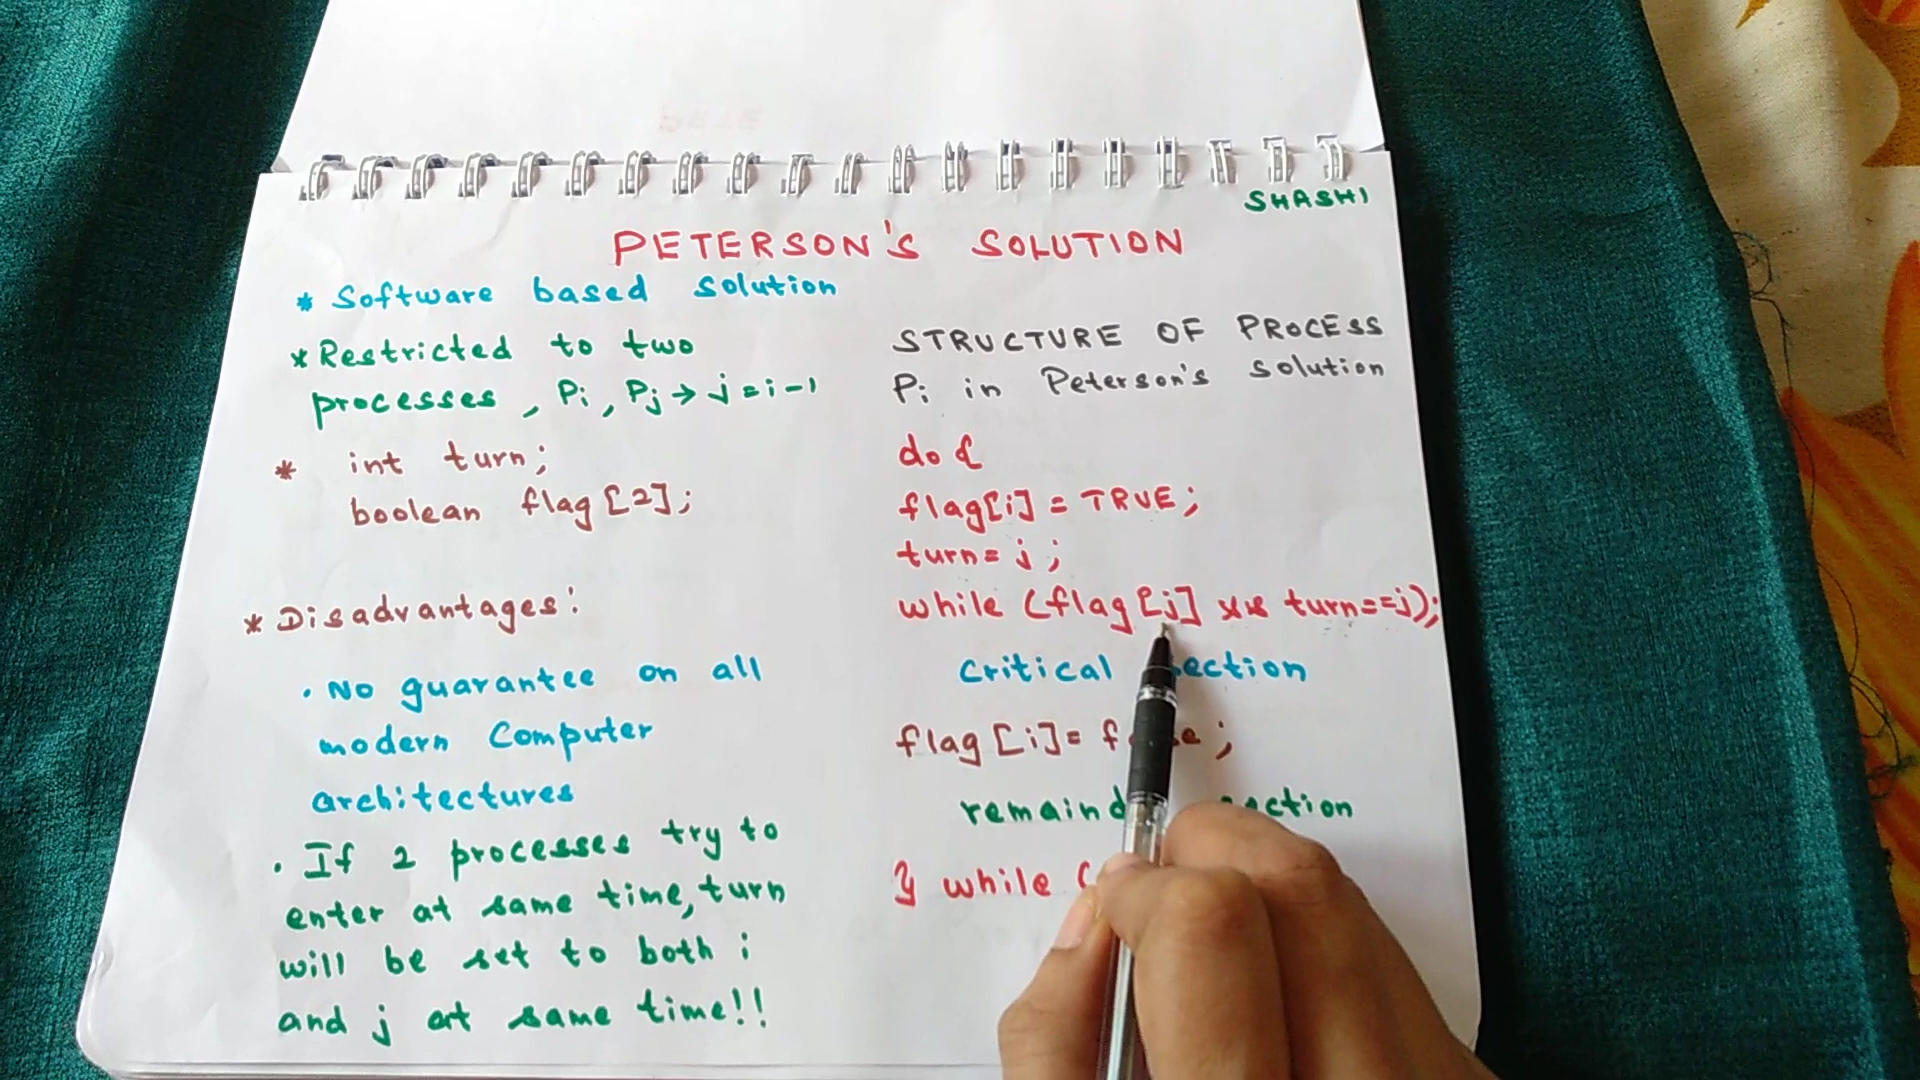 SHASHI
PETERSON'S SOLUTION
* Software based solution
* Restricted to two
processes, Pi, Pj → j=i-1
* int turn;
boolean flag[2];
* Disadvantages:
. No guarantee on all
modern Computer
architectures
. If 2 processes try to
enter at same time, turn
will be set to both i
and j at same time!!
STRUCTURE OF PROCESS
Pi in Peterson's solution
do {
flag[i] = TRUE;
turn= j;
while (flag[j] && turn==j);
Critical
flag[i]=
} while (